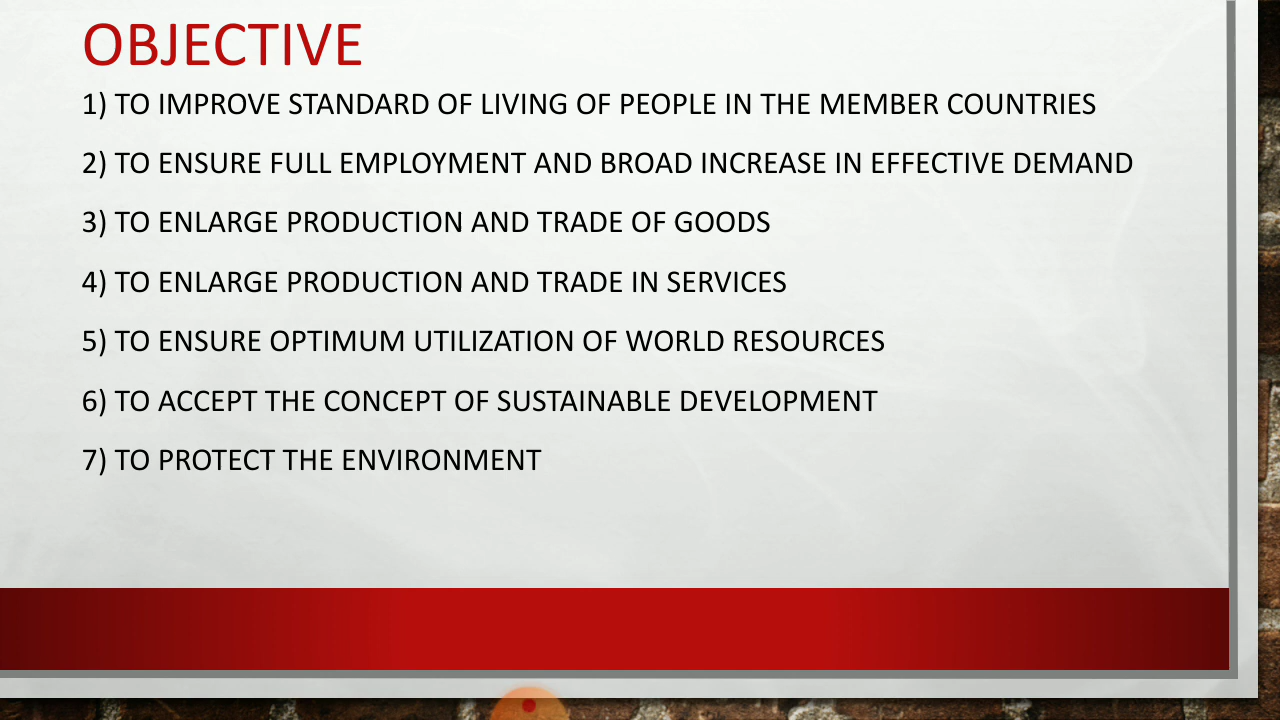 OBJECTIVE
1) TO IMPROVE STANDARD OF LIVING OF PEOPLE IN THE MEMBER COUNTRIES
2) TO ENSURE FULL EMPLOYMENT AND BROAD INCREASE IN EFFECTIVE DEMAND
3) TO ENLARGE PRODUCTION AND TRADE OF GOODS
4) TO ENLARGE PRODUCTION AND TRADE IN SERVICES
5) TO ENSURE OPTIMUM UTILIZATION OF WORLD RESOURCES
6) TO ACCEPT THE CONCEPT OF SUSTAINABLE DEVELOPMENT
7) TO PROTECT THE ENVIRONMENT